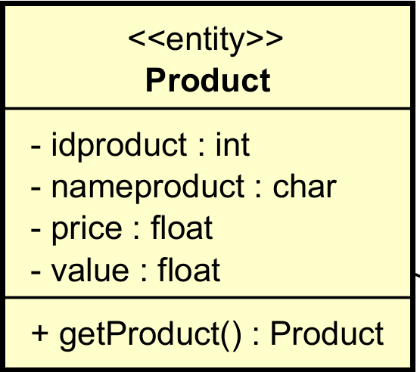 <<entity>>
Product
- idproduct : int
- nameproduct : char
- price : float
- value : float
+ getProduct() : Product